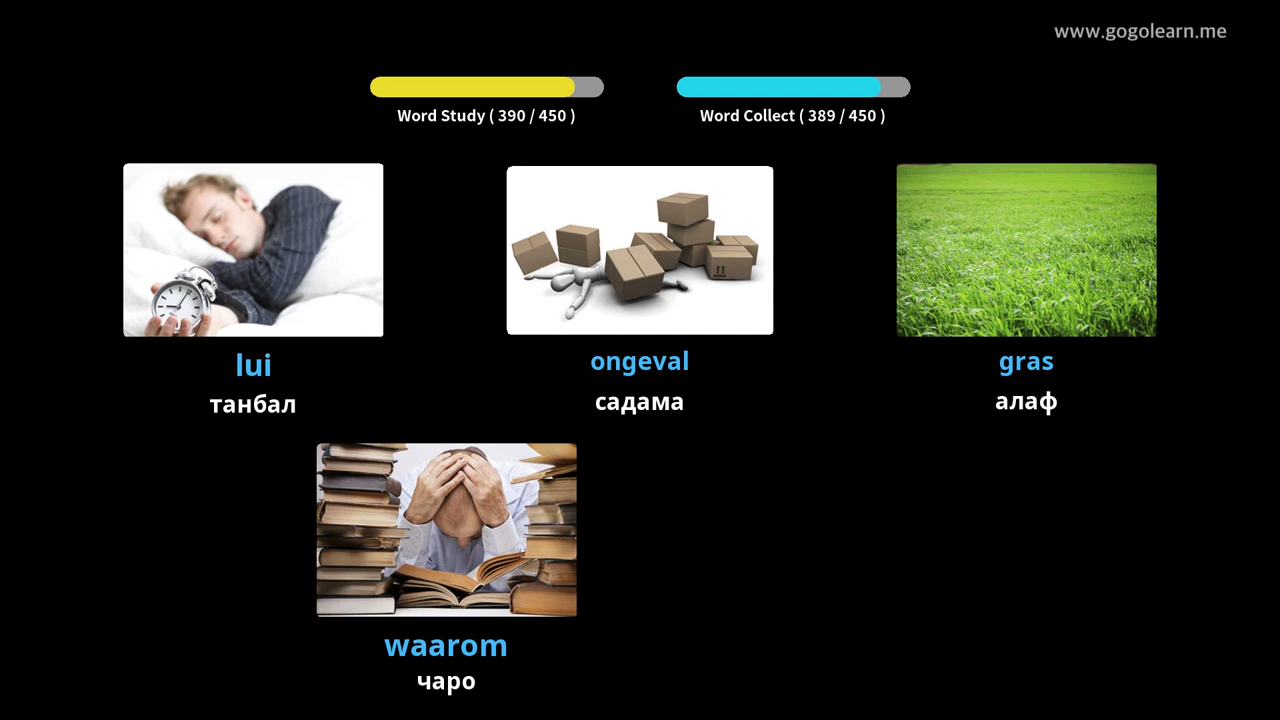 www.gogolearn.me
Word Study ( 390 / 450 )
Word Collect ( 389 / 450 )
lui
танбал
ongeval
садама
gras
алаф
waarom
чаро